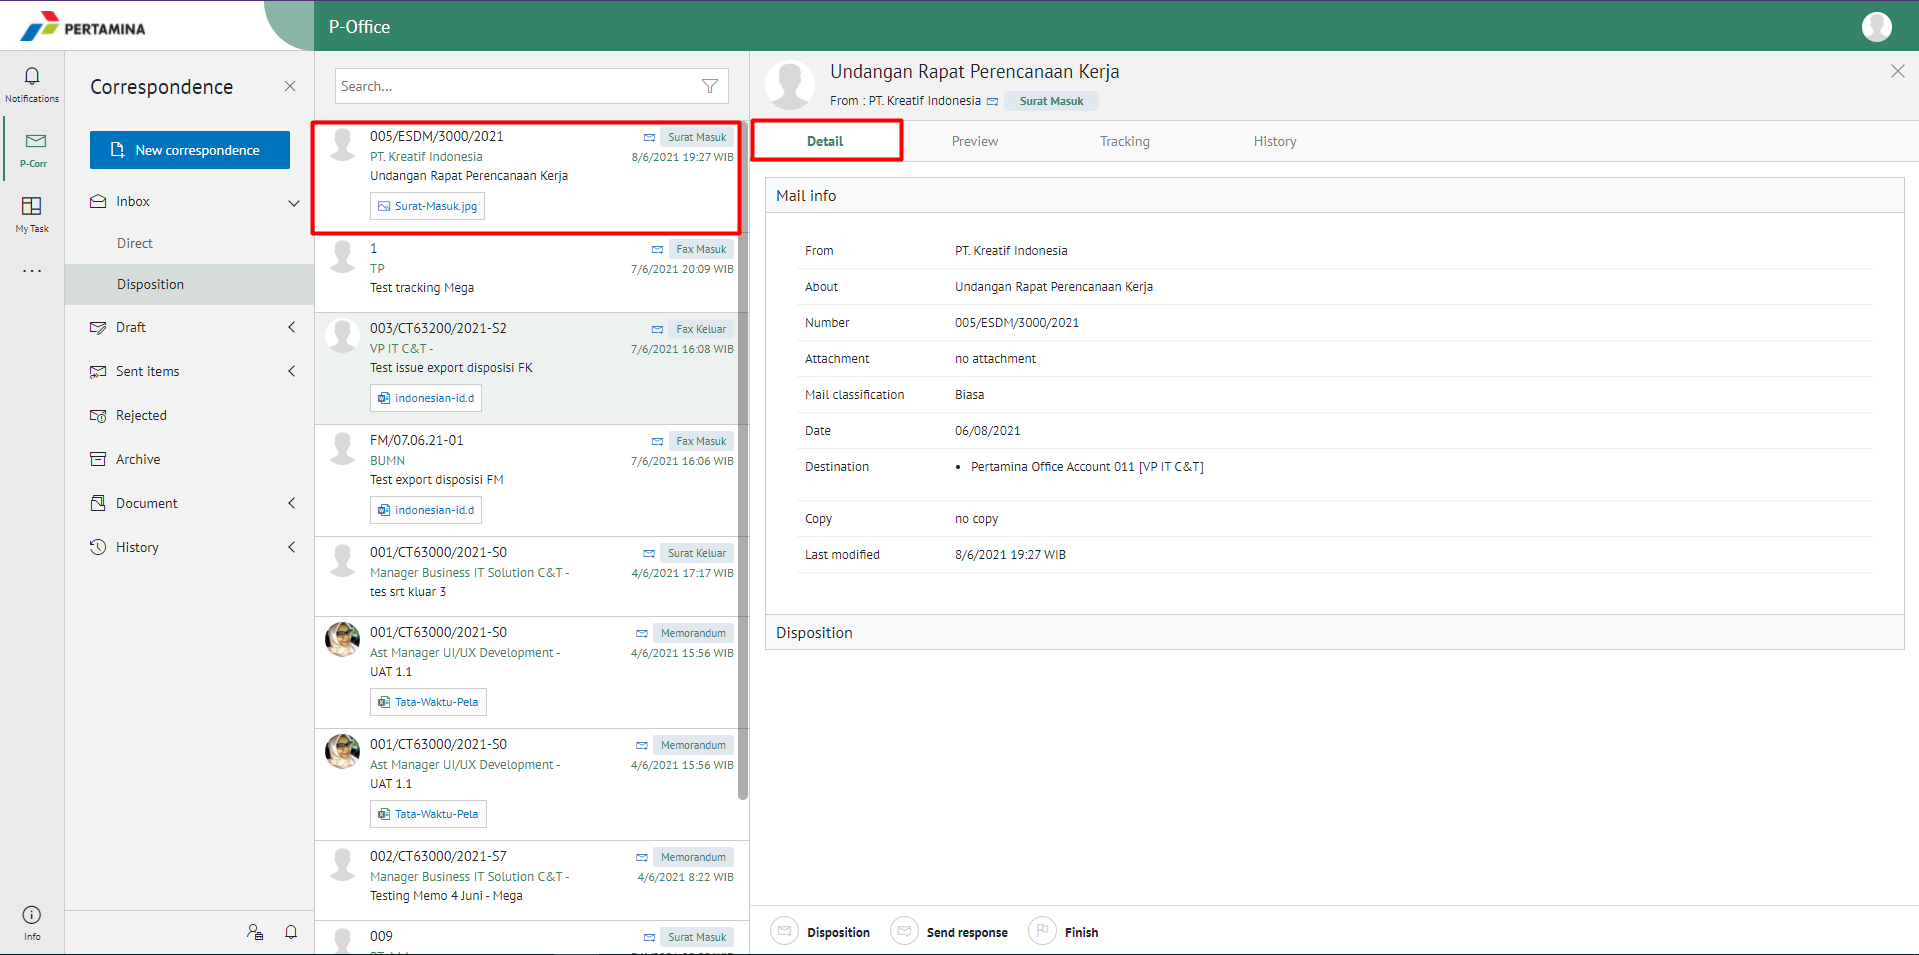 PERTAMINA
P-Office
Notifications
P-Corr
My Task
Info
Correspondence
New correspondence
Inbox
Direct
Disposition
Draft
Sent items
Rejected
Archive
Document
History
Search...
005/ESDM/3000/2021
Surat Masuk
PT. Kreatif Indonesia
8/6/2021 19:27 WIB
Undangan Rapat Perencanaan Kerja
Surat-Masuk.jpg
1
Fax Masuk
TP
7/6/2021 20:09 WIB
Test tracking Mega
003/CT63200/2021-S2
Fax Keluar
VP IT C&T -
7/6/2021 16:08 WIB
Test issue export disposisi FK
indonesian-id.d
FM/07.06.21-01
Fax Masuk
BUMN
7/6/2021 16:06 WIB
Test export disposisi FM
indonesian-id.d
001/CT63000/2021-S0
Surat Keluar
Manager Business IT Solution C&T -
4/6/2021 17:17 WIB
tes srt kluar 3
001/CT63000/2021-S0
Memorandum
Ast Manager UI/UX Development -
4/6/2021 15:56 WIB
UAT 1.1
Tata-Waktu-Pela
001/CT63000/2021-S0
Memorandum
Ast Manager UI/UX Development -
4/6/2021 15:56 WIB
UAT 1.1
Tata-Waktu-Pela
002/CT63000/2021-S7
Memorandum
Manager Business IT Solution C&T -
4/6/2021 8:22 WIB
Testing Memo 4 Juni - Mega
009
Surat Masuk
Undangan Rapat Perencanaan Kerja
From : PT. Kreatif Indonesia
Surat Masuk
Detail
Preview
Tracking
History
Mail info
From PT. Kreatif Indonesia
About Undangan Rapat Perencanaan Kerja
Number 005/ESDM/3000/2021
Attachment no attachment
Mail classification Biasa
Date 06/08/2021
Destination • Pertamina Office Account 011 [VP IT C&T]
Copy no copy
Last modified 8/6/2021 19:27 WIB
Disposition
Disposition
Send response
Finish